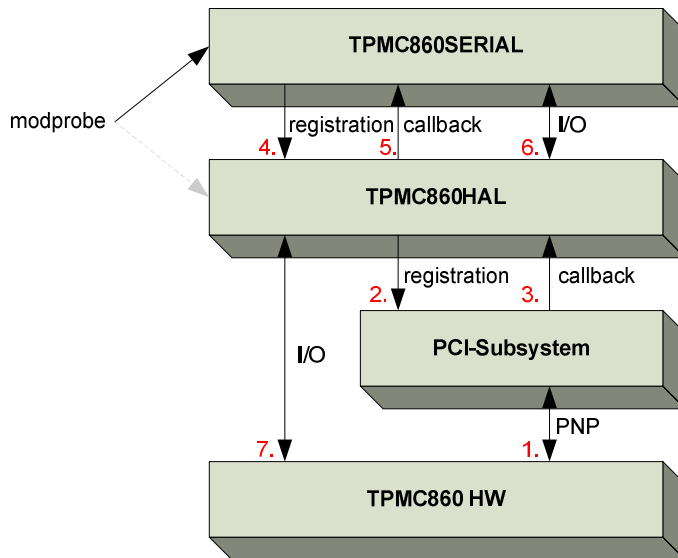 TPMC860SERIAL
modprobe
registration callback
I/O
4. 5. 6.
TPMC860HAL
registration
callback
2. 3.
I/O
PCI-Subsystem
PNP
7. 1.
TPMC860 HW